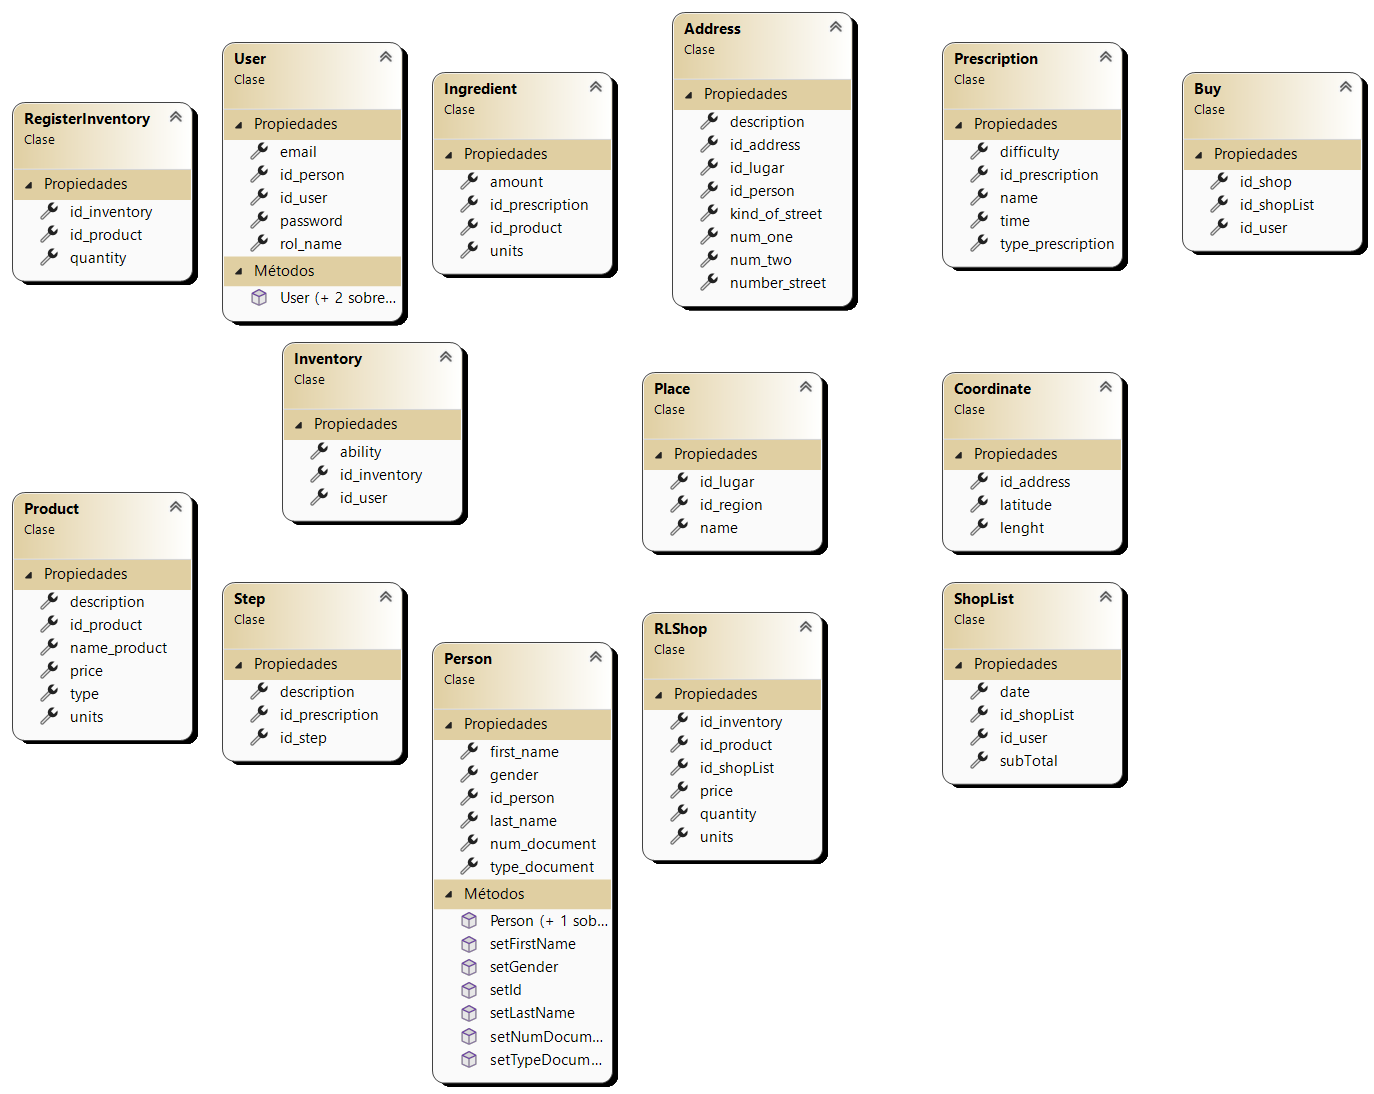 RegisterInventory
Clase
Propiedades
id_inventory
id_product
quantity
User
Clase
Propiedades
email
id_person
id_user
password
rol_name
Métodos
User (+ 2 sobre...
Ingredient
Clase
Propiedades
amount
id_prescription
id_product
units
Address
Clase
Propiedades
description
id_address
id_lugar
id_person
kind_of_street
num_one
num_two
number_street
Prescription
Clase
Propiedades
difficulty
id_prescription
name
time
type_prescription
Buy
Clase
Propiedades
id_shop
id_shopList
id_user
Inventory
Clase
Propiedades
ability
id_inventory
id_user
Place
Clase
Propiedades
id_lugar
id_region
name
Coordinate
Clase
Propiedades
id_address
latitude
lenght
Product
Clase
Propiedades
description
id_product
name_product
price
type
units
Step
Clase
Propiedades
description
id_prescription
id_step
Person
Clase
Propiedades
first_name
gender
id_person
last_name
num_document
type_document
Métodos
Person (+ 1 sob...
setFirstName
setGender
setId
setLastName
setNumDocum...
setTypeDocum...
RLShop
Clase
Propiedades
id_inventory
id_product
id_shopList
price
quantity
units
ShopList
Clase
Propiedades
date
id_shopList
id_user
subTotal